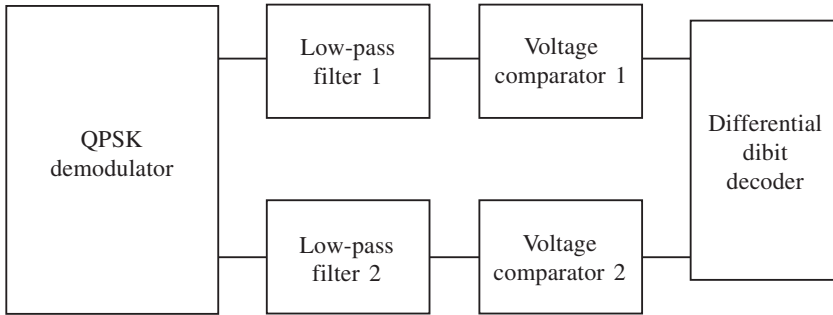 QPSK
demodulator
Low-pass
filter 1
Voltage
comparator 1
Low-pass
filter 2
Voltage
comparator 2
Differential
dibit
decoder